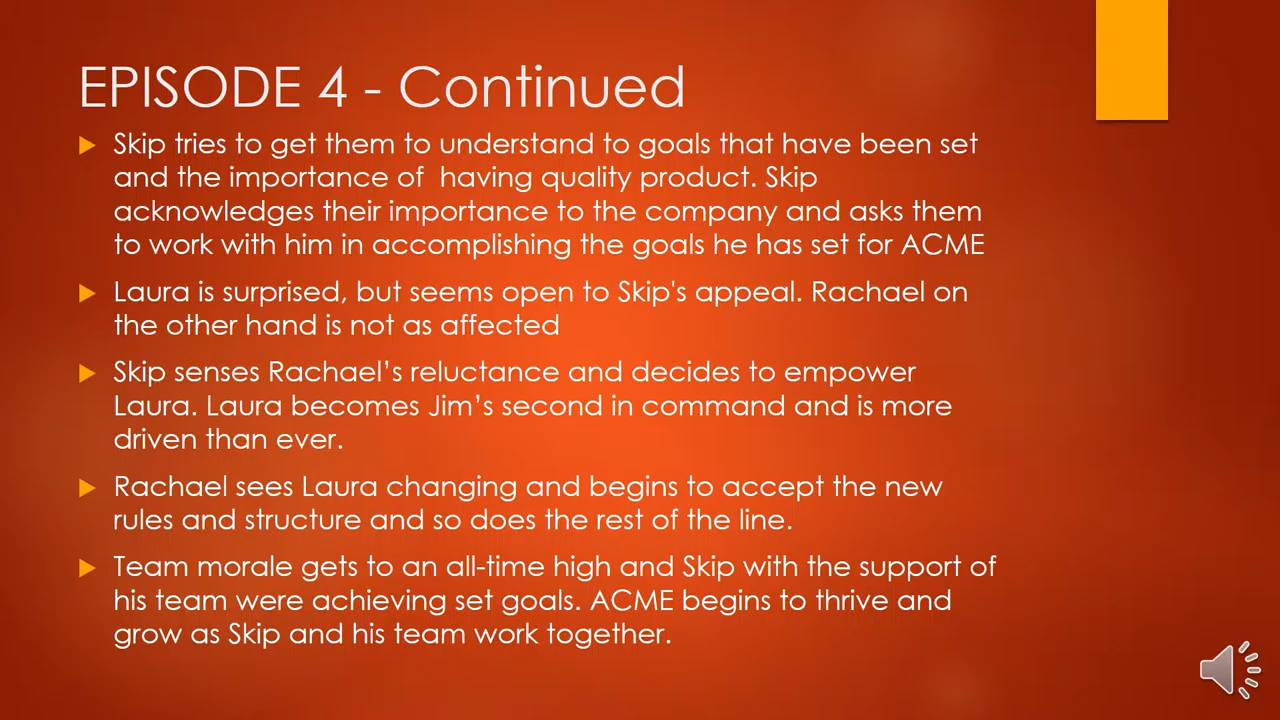 EPISODE 4 - Continued
Skip tries to get them to understand to goals that have been set
and the importance of  having quality product. Skip
acknowledges their importance to the company and asks them
to work with him in accomplishing the goals he has set for ACME
Laura is surprised, but seems open to Skip's appeal. Rachael on
the other hand is not as affected
Skip senses Rachael’s reluctance and decides to empower
Laura. Laura becomes Jim’s second in command and is more
driven than ever.
Rachael sees Laura changing and begins to accept the new
rules and structure and so does the rest of the line.
Team morale gets to an all-time high and Skip with the support of
his team were achieving set goals. ACME begins to thrive and
grow as Skip and his team work together.